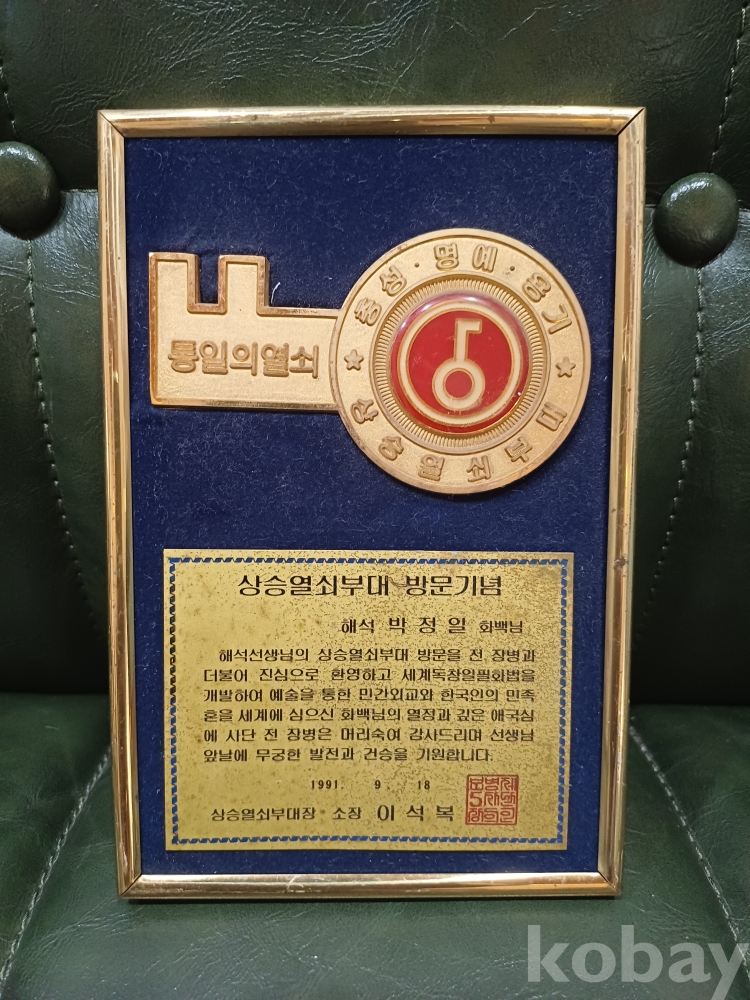 충성·명예·용기
통일의열쇠
상승열쇠부대
상승열쇠부대 방문기념
해석 박정일 화백님
해석선생님의 상승열쇠부대 방문을 전 장병과
더불어 진심으로 환영하고 세계독창일필화법을
개발하여 예술을 통한 민간외교와 한국인의 민족
혼을 세계에 심으신 화백님의 열정과 깊은 애국심
에 사단 전 장병은 머리숙여 감사드리며 선생님
앞날에 무궁한 발전과 건승을 기원합니다.
1991. 9. 18
상승열쇠부대장 소장 이석복
kobay